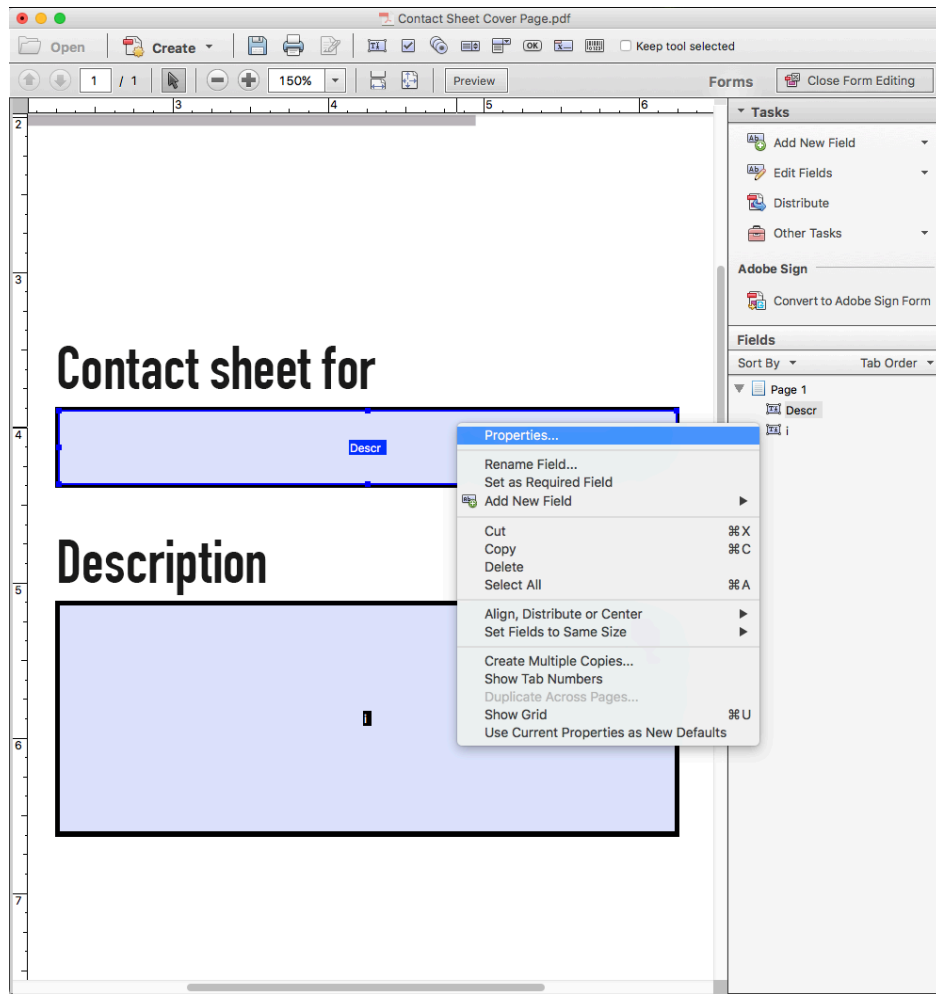 Contact Sheet Cover Page.pdf
Open Create OK Keep tool selected
1 / 1 150% Preview Forms Close Form Editing
3 4 5 6
2
3
4
5
6
7
Contact sheet for
Descr
Description
i
Properties...
Rename Field...
Set as Required Field
Add New Field
Cut ⌘X
Copy ⌘C
Delete
Select All ⌘A
Align, Distribute or Center
Set Fields to Same Size
Create Multiple Copies...
Show Tab Numbers
Duplicate Across Pages...
Show Grid ⌘U
Use Current Properties as New Defaults
Tasks
Add New Field
Edit Fields
Distribute
Other Tasks
Adobe Sign
Convert to Adobe Sign Form
Fields
Sort By Tab Order
Page 1
Descr
i